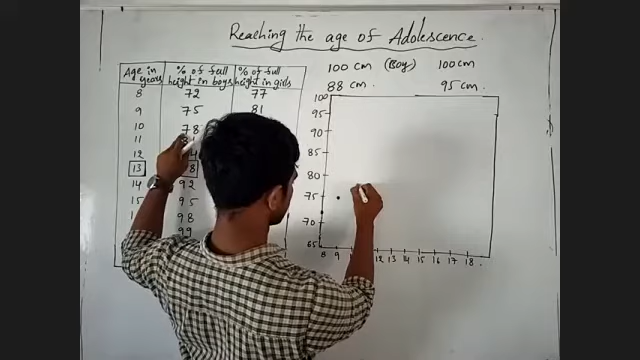 Reaching the age of Adolescence.
100 cm (Boy) 100 cm
88 cm. 95 cm.
Age in years % of full height in boys % of full height in girls
8 72 77
9 75 81
10 78
11
12
13 8
14 92
15 95
98
99
100
95
90
85
80
75
70
65
8 9 12 13 14 15 16 17 18 .